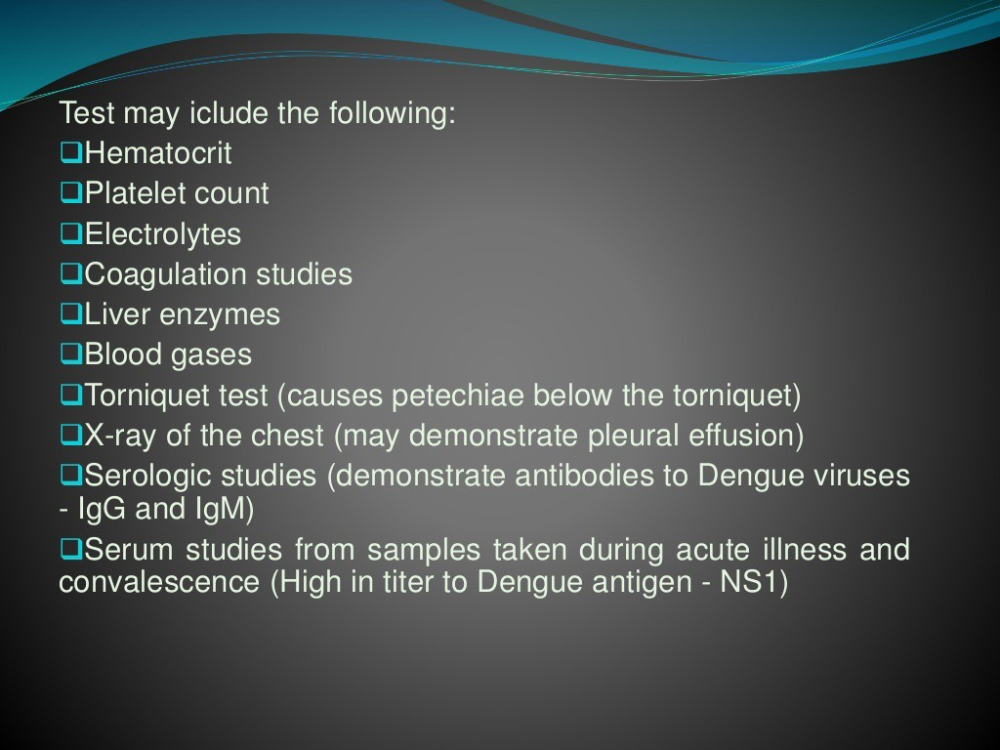 Test may iclude the following:
❑Hematocrit
❑Platelet count
❑Electrolytes
❑Coagulation studies
❑Liver enzymes
❑Blood gases
❑Torniquet test (causes petechiae below the torniquet)
❑X-ray of the chest (may demonstrate pleural effusion)
❑Serologic studies (demonstrate antibodies to Dengue viruses
- IgG and IgM)
❑Serum studies from samples taken during acute illness and
convalescence (High in titer to Dengue antigen - NS1)